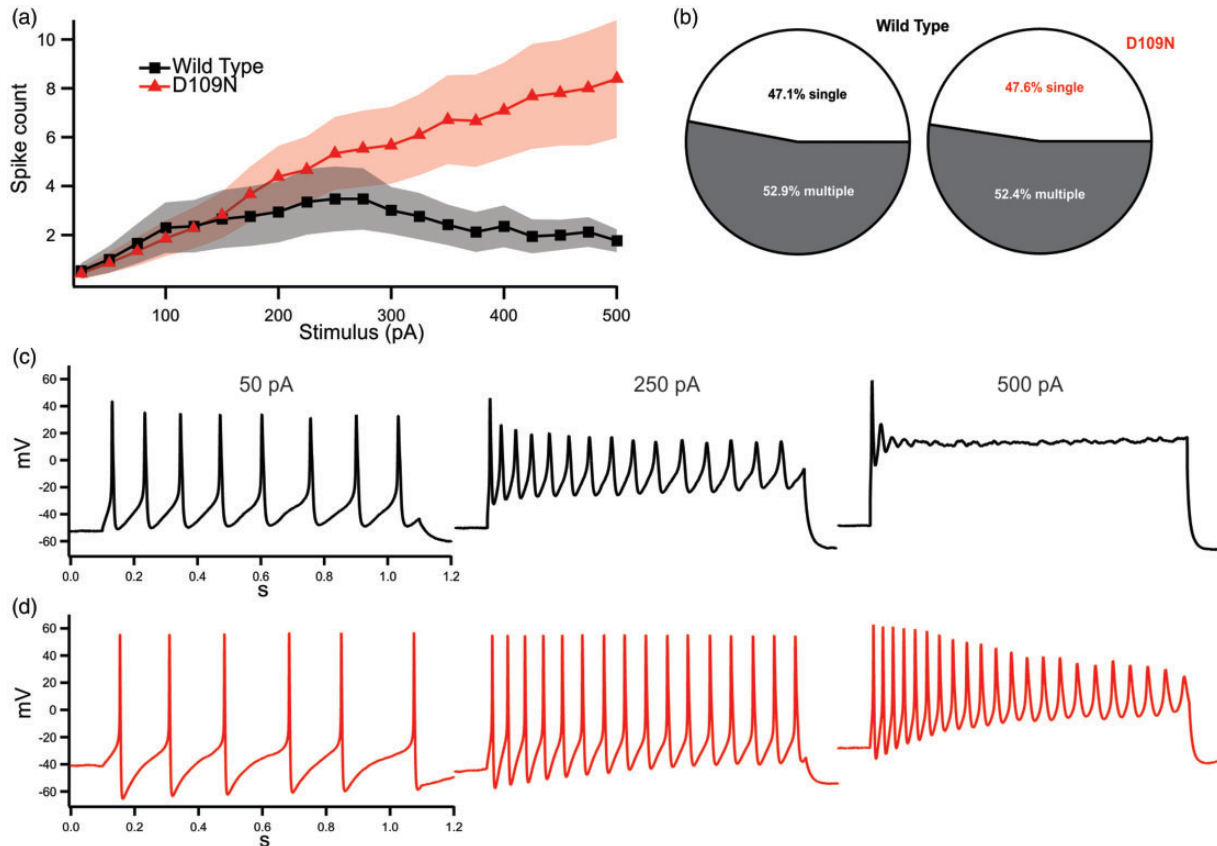 (a)
10
8
6
4
2
Spike count
Wild Type
D109N
100
200
300
400
500
Stimulus (pA)
(b)
Wild Type
D109N
47.1% single
52.9% multiple
47.6% single
52.4% multiple
(c)
50 pA
250 pA
500 pA
60
40
20
0
-20
-40
-60
mV
0.0
0.2
0.4
0.6
0.8
1.0
1.2
s
(d)
60
40
20
0
-20
-40
-60
mV
0.0
0.2
0.4
0.6
0.8
1.0
1.2
s